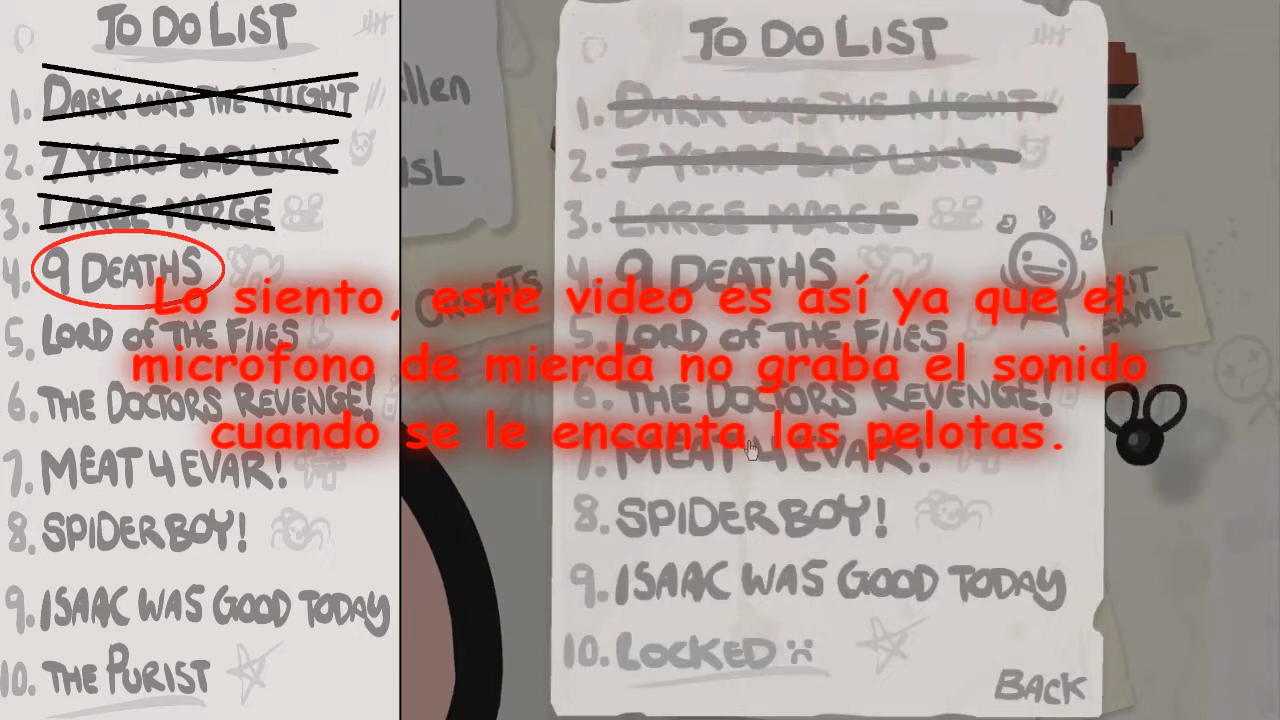 TO DO LIST
1. DARK WAS THE NIGHT
2. 7 YEARS BAD LUCK
3. LARGE MARGE
4. 9 DEATHS
5. LORD OF THE FLIES
6. THE DOCTORS REVENGE!
7. MEAT 4 EVAR!
8. SPIDERBOY!
9. ISAAC WAS GOOD TODAY
10. THE PURIST
TO DO LIST
1. DARK WAS THE NIGHT
2. 7 YEARS BAD LUCK
3. LARGE MARGE
4. 9 DEATHS
5. LORD OF THE FLIES
6. THE DOCTORS REVENGE!
7. MEAT 4 EVAR!
8. SPIDERBOY!
9. ISAAC WAS GOOD TODAY
10. LOCKED
BACK
Lo siento, este video es así ya que el
microfono de mierda no graba el sonido
cuando se le encanta las pelotas.